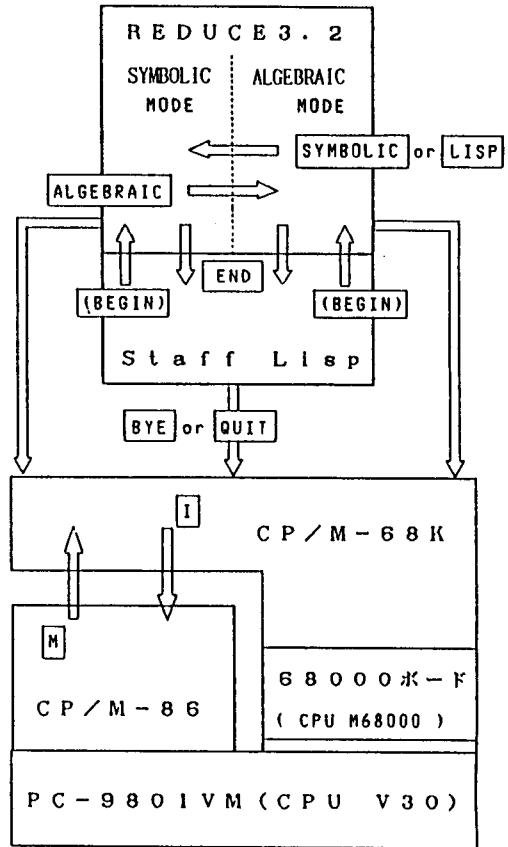 REDUCE3.2
SYMBOLIC MODE
ALGEBRAIC MODE
SYMBOLIC or LISP
ALGEBRAIC
END
(BEGIN)
(BEGIN)
Staff Lisp
BYE or QUIT
I
CP/M-68K
M
CP/M-86
68000ボード
( CPU M68000 )
PC-9801VM(CPU V30)